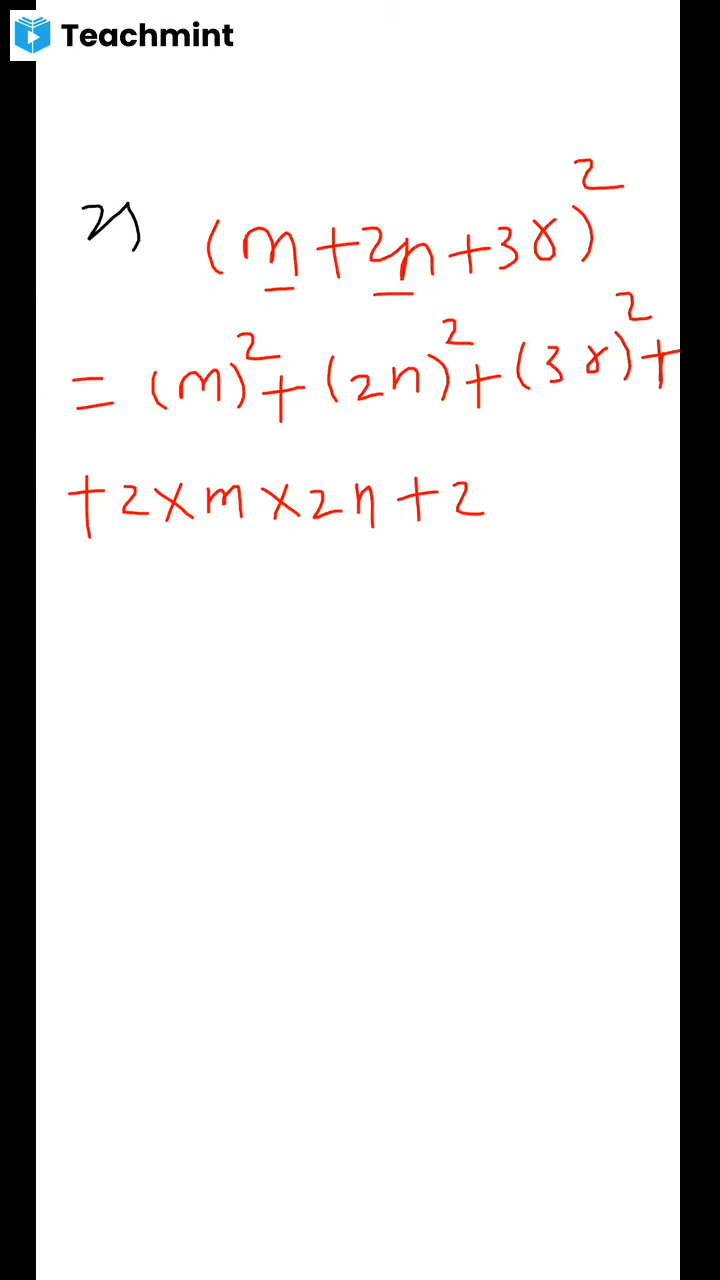 Teachmint
2) (m+2n+3r)²
= (m)²+(2n)²+(3r)²+
+2×m×2n+2